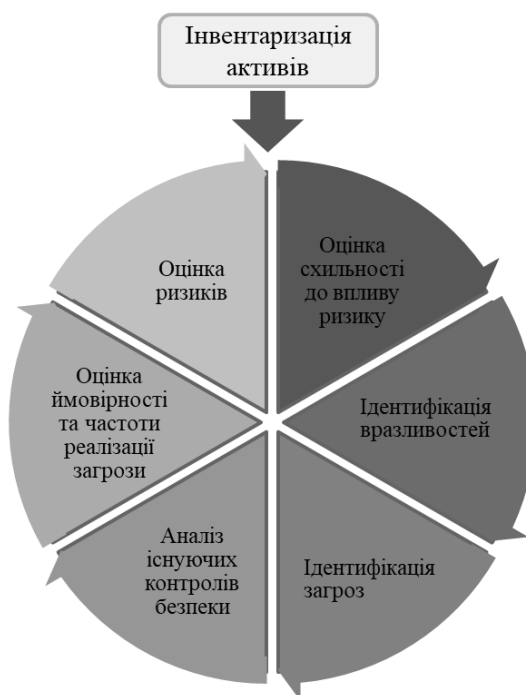 Інвентаризація
активів
Оцінка
схильності
до впливу
ризику
Ідентифікація
вразливостей
Ідентифікація
загроз
Аналіз
існуючих
контролів
безпеки
Оцінка
ймовірності
та частоти
реалізації
загрози
Оцінка
ризиків